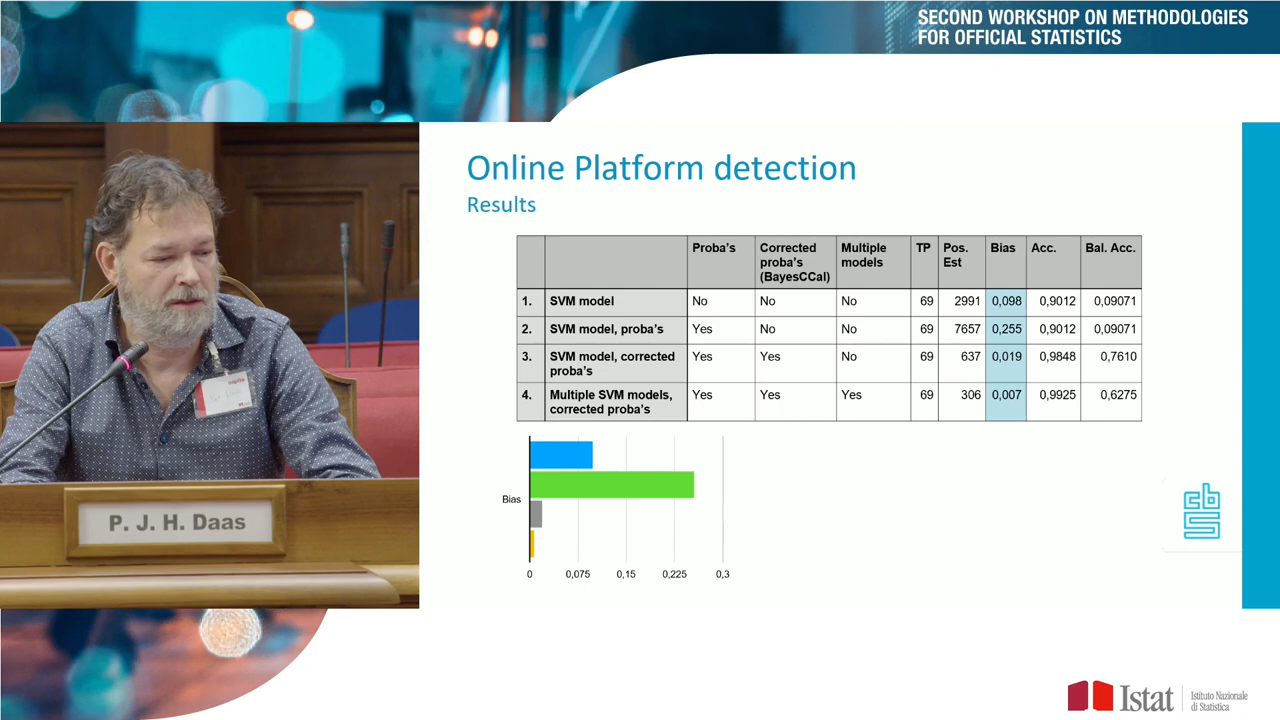 SECOND WORKSHOP ON METHODOLOGIES
FOR OFFICIAL STATISTICS
Online Platform detection
Results
Proba's Corrected proba's (BayesCCal) Multiple models TP Pos. Est Bias Acc. Bal. Acc.
1. SVM model No No No 69 2991 0,098 0,9012 0,09071
2. SVM model, proba's Yes No No 69 7657 0,255 0,9012 0,09071
3. SVM model, corrected proba's Yes Yes No 69 637 0,019 0,9848 0,7610
4. Multiple SVM models, corrected proba's Yes Yes Yes 69 306 0,007 0,9925 0,6275
Bias
0 0,075 0,15 0,225 0,3
cbs
P. J. H. Daas
Istat
Istituto Nazionale
di Statistica